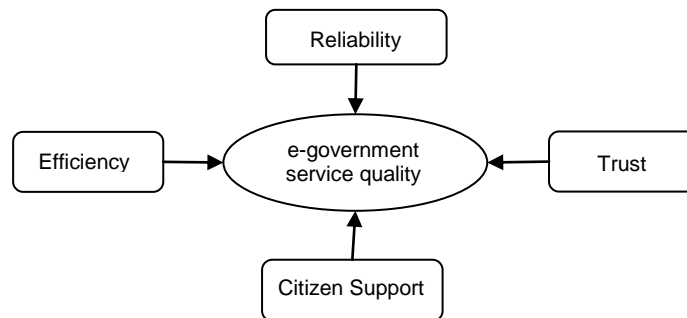 Reliability
Efficiency
e-government
service quality
Trust
Citizen Support